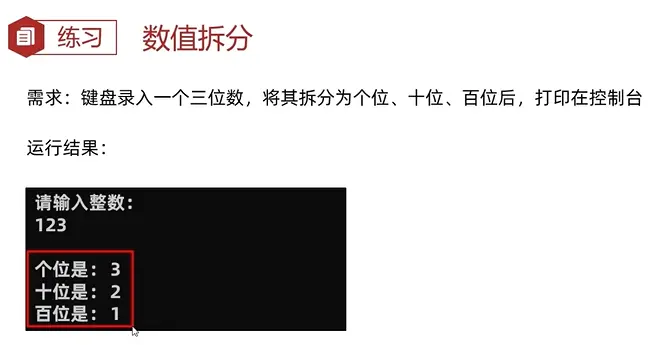 练习 数值拆分
需求：键盘录入一个三位数，将其拆分为个位、十位、百位后，打印在控制台
运行结果：
请输入整数：
123
个位是：3
十位是：2
百位是：1